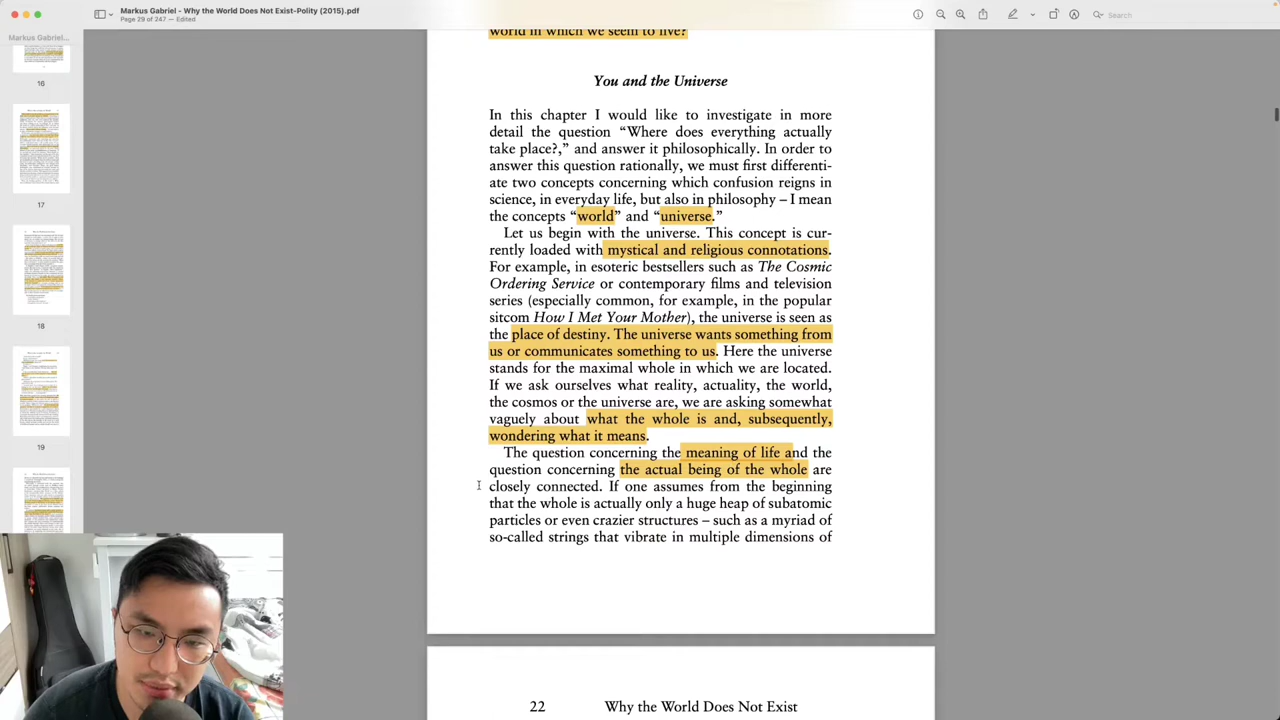 Markus Gabriel - Why the World Does Not Exist-Polity (2015).pdf
Page 29 of 247 — Edited
Search
Markus Gabriel...
16
17
18
19
world in which we seem to live?
You and the Universe
In this chapter I would like to investigate in more
detail the question “Where does everything actually
take place?,” and answer it philosophically. In order to
answer this question rationally, we must first differenti-
ate two concepts concerning which confusion reigns in
science, in everyday life, but also in philosophy – I mean
the concepts “world” and “universe.”
Let us begin with the universe. This concept is cur-
rently loaded with mystical and religious connotations.
For example, in esoteric bestsellers such as The Cosmic
Ordering Service or contemporary films and television
series (especially common, for example, in the popular
sitcom How I Met Your Mother), the universe is seen as
the place of destiny. The universe wants something from
us or communicates something to us. Here the universe
stands for the maximal whole in which we are located.
If we ask ourselves what reality, actuality, the world,
the cosmos or the universe are, we are asking somewhat
vaguely about what the whole is and, subsequently,
wondering what it means.
The question concerning the meaning of life and the
question concerning the actual being of the whole are
closely connected. If one assumes from the beginning
that the whole is actually only a huge heap of subatomic
particles or even crazier structures – such as a myriad of
so-called strings that vibrate in multiple dimensions of
22 Why the World Does Not Exist